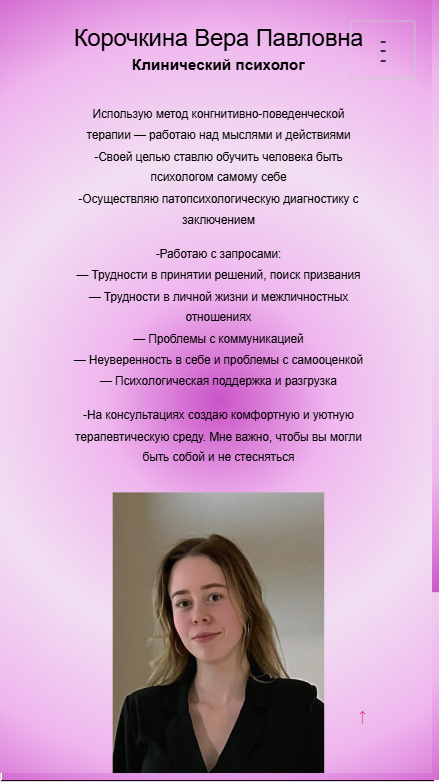 Корочкина Вера Павловна
Клинический психолог
Использую метод конгнитивно-поведенческой
терапии — работаю над мыслями и действиями
-Своей целью ставлю обучить человека быть
психологом самому себе
-Осуществляю патопсихологическую диагностику с
заключением
-Работаю с запросами:
— Трудности в принятии решений, поиск призвания
— Трудности в личной жизни и межличностных
отношениях
— Проблемы с коммуникацией
— Неуверенность в себе и проблемы с самооценкой
— Психологическая поддержка и разгрузка
-На консультациях создаю комфортную и уютную
терапевтическую среду. Мне важно, чтобы вы могли
быть собой и не стесняться